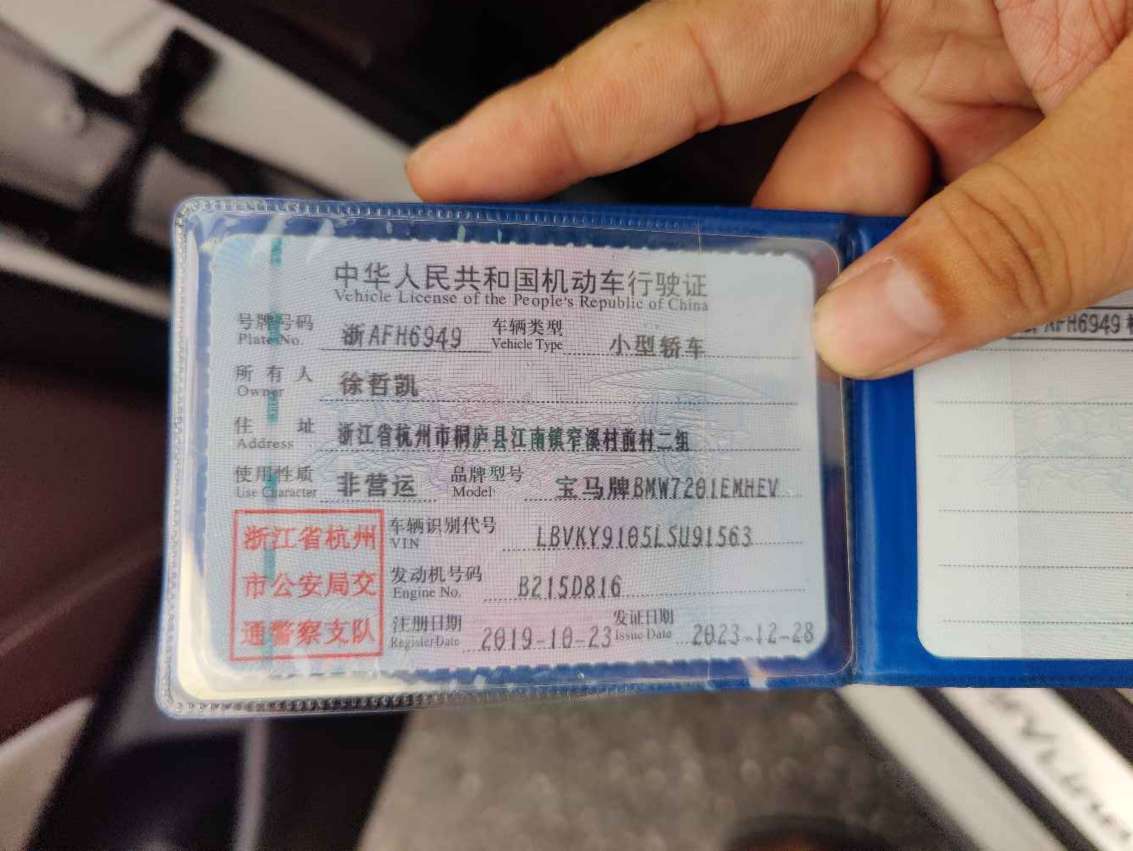 中华人民共和国机动车行驶证
Vehicle License of the People's Republic of China
号牌号码 浙AFH6949 车辆类型 小型轿车
Plate No. Vehicle Type
所有人 徐哲凯
Owner
住址 浙江省杭州市桐庐县江南镇窄溪村前村二组
Address
使用性质 非营运 品牌型号 宝马牌BMW7201EMHEV
Use Character Model
浙江省杭州
市公安局交
通警察支队
车辆识别代号 LBVKY9105LSU91563
VIN
发动机号码 B215D816
Engine No.
注册日期 2019-10-23 发证日期 2023-12-28
Register Date Issue Date
AFH6949